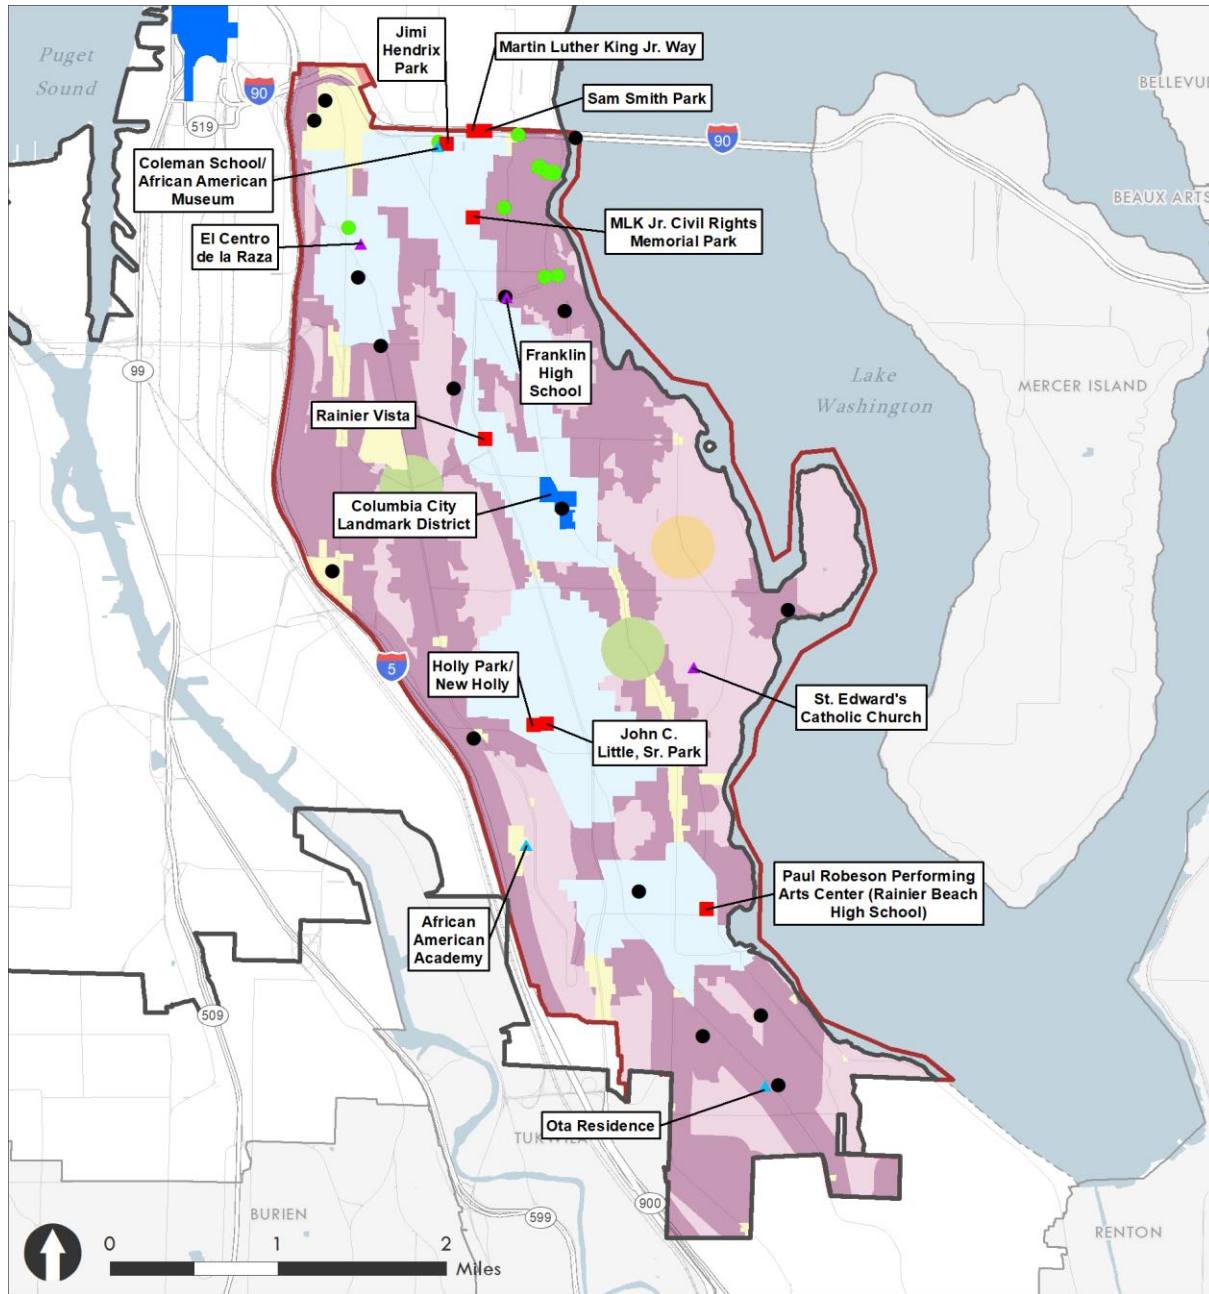 Puget
Sound
Jimi
Hendrix
Park
Martin Luther King Jr. Way
Sam Smith Park
90
519
90
BELLEVU
BEAUX ARTS
Coleman School/
African American
Museum
El Centro
de la Raza
MLK Jr. Civil Rights
Memorial Park
99
Franklin
High
School
Lake
Washington
MERCER ISLAND
Rainier Vista
Columbia City
Landmark District
5
Holly Park/
New Holly
John C.
Little, Sr. Park
St. Edward's
Catholic Church
Paul Robeson Performing
Arts Center (Rainier Beach
High School)
African
American
Academy
509
Ota Residence
TUKWILA
900
599
BURIEN
RENTON
0 1 2
Miles